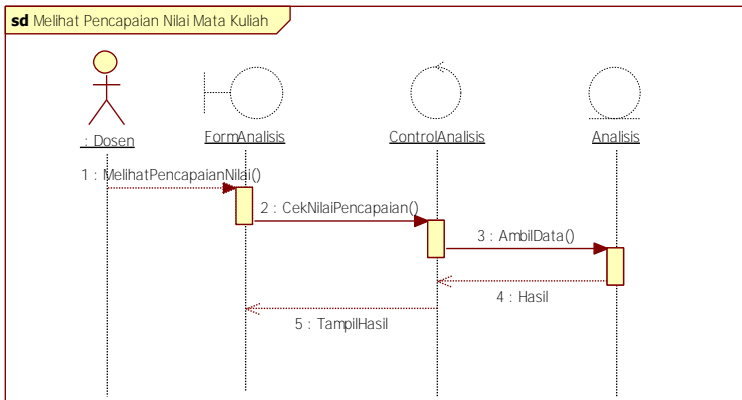 sd Melihat Pencapaian Nilai Mata Kuliah
: Dosen
FormAnalisis
ControlAnalisis
Analisis
1 : MelihatPencapaianNilai()
2 : CekNilaiPencapaian()
3 : AmbilData()
4 : Hasil
5 : TampilHasil